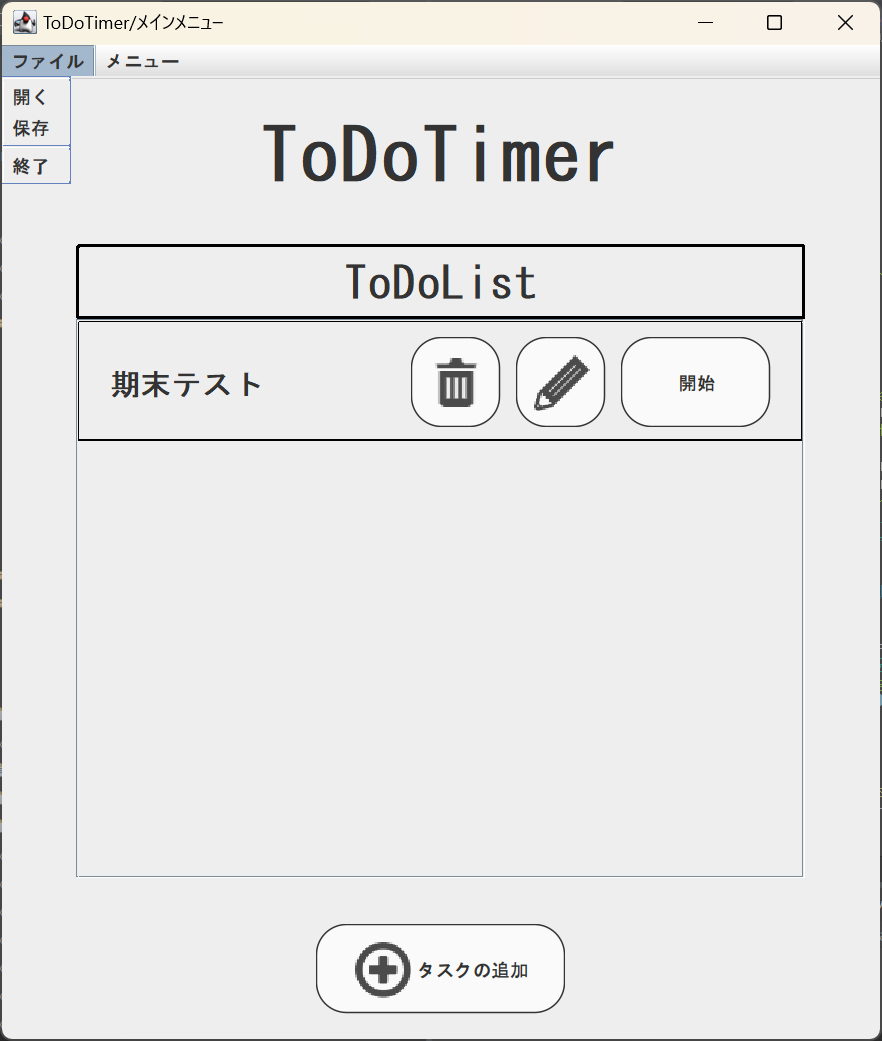 ToDoTimer/メインメニュー
ファイル メニュー
開く
保存
終了
ToDoTimer
ToDoList
期末テスト 開始
タスクの追加